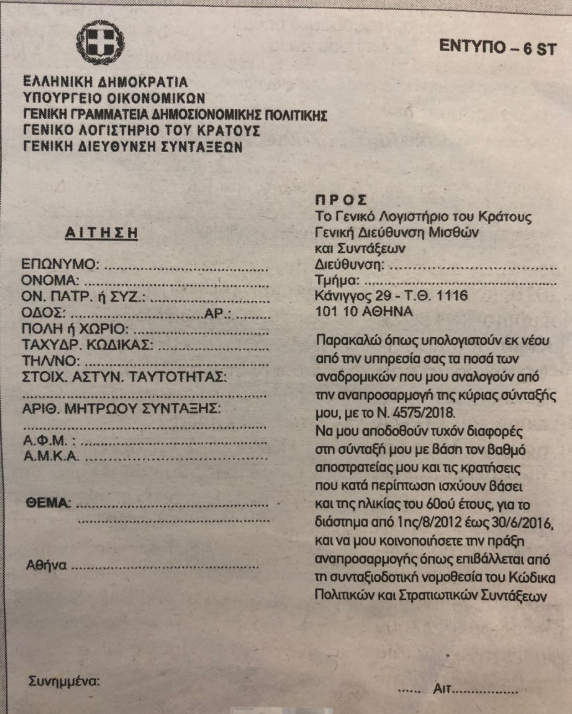 ΕΝΤΥΠΟ – 6 ST
ΕΛΛΗΝΙΚΗ ΔΗΜΟΚΡΑΤΙΑ
ΥΠΟΥΡΓΕΙΟ ΟΙΚΟΝΟΜΙΚΩΝ
ΓΕΝΙΚΗ ΓΡΑΜΜΑΤΕΙΑ ΔΗΜΟΣΙΟΝΟΜΙΚΗΣ ΠΟΛΙΤΙΚΗΣ
ΓΕΝΙΚΟ ΛΟΓΙΣΤΗΡΙΟ ΤΟΥ ΚΡΑΤΟΥΣ
ΓΕΝΙΚΗ ΔΙΕΥΘΥΝΣΗ ΣΥΝΤΑΞΕΩΝ
ΑΙΤΗΣΗ
ΕΠΩΝΥΜΟ: ........................................
ΟΝΟΜΑ: ........................................
ΟΝ. ΠΑΤΡ. ή ΣΥΖ.: ..............................
ΟΔΟΣ: ..............................ΑΡ.: .........
ΠΟΛΗ ή ΧΩΡΙΟ: ..............................
ΤΑΧΥΔΡ. ΚΩΔΙΚΑΣ: ..............................
ΤΗΛ/ΝΟ: ........................................
ΣΤΟΙΧ. ΑΣΤΥΝ. ΤΑΥΤΟΤΗΤΑΣ:
..................................................
ΑΡΙΘ. ΜΗΤΡΩΟΥ ΣΥΝΤΑΞΗΣ:
..................................................
Α.Φ.Μ. : ........................................
Α.Μ.Κ.Α. ........................................
ΘΕΜΑ: ........................................
........................................
Αθήνα ........................................
Συνημμένα:
ΠΡΟΣ
Το Γενικό Λογιστήριο του Κράτους
Γενική Διεύθυνση Μισθών
και Συντάξεων
Διεύθυνση: ........................................
Τμήμα: ........................................
Κάνιγγος 29 - Τ.Θ. 1116
101 10 ΑΘΗΝΑ
Παρακαλώ όπως υπολογιστούν εκ νέου
από την υπηρεσία σας τα ποσά των
αναδρομικών που μου αναλογούν από
την αναπροσαρμογή της κύριας σύνταξής
μου, με το Ν. 4575/2018.
Να μου αποδοθούν τυχόν διαφορές
στη σύνταξή μου με βάση τον βαθμό
αποστρατείας μου και τις κρατήσεις
που κατά περίπτωση ισχύουν βάσει
και της ηλικίας του 60ού έτους, για το
διάστημα από 1ης/8/2012 έως 30/6/2016,
και να μου κοινοποιήσετε την πράξη
αναπροσαρμογής όπως επιβάλλεται από
τη συνταξιοδοτική νομοθεσία του Κώδικα
Πολιτικών και Στρατιωτικών Συντάξεων
...... Αιτ.................